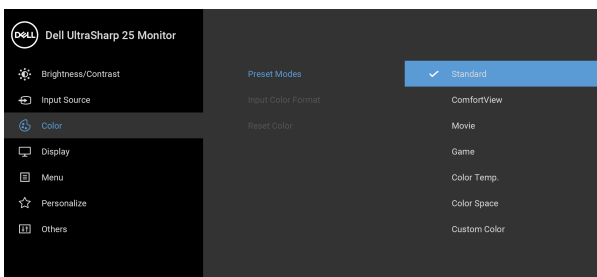 DELL Dell UltraSharp 25 Monitor
Brightness/Contrast
Input Source
Color
Display
Menu
Personalize
Others
Preset Modes
Input Color Format
Reset Color
Standard
ComfortView
Movie
Game
Color Temp.
Color Space
Custom Color